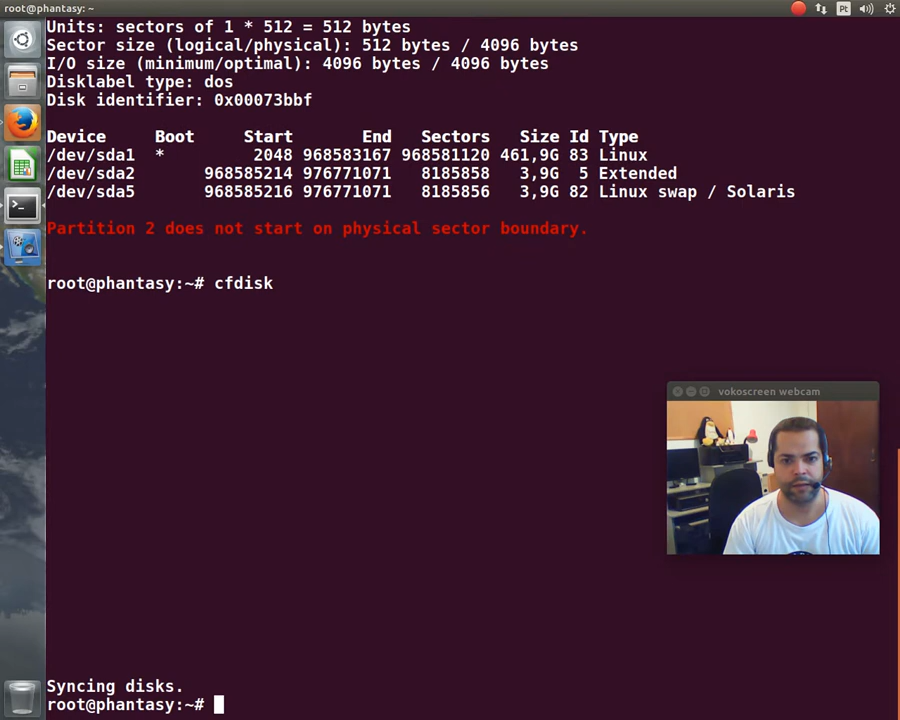 root@phantasy: ~
Pt
Units: sectors of 1 * 512 = 512 bytes
Sector size (logical/physical): 512 bytes / 4096 bytes
I/O size (minimum/optimal): 4096 bytes / 4096 bytes
Disklabel type: dos
Disk identifier: 0x00073bbf
Device     Boot     Start       End   Sectors   Size Id Type
/dev/sda1  *         2048 968583167 968581120 461,9G 83 Linux
/dev/sda2       968585214 976771071   8185858   3,9G  5 Extended
/dev/sda5       968585216 976771071   8185856   3,9G 82 Linux swap / Solaris
Partition 2 does not start on physical sector boundary.
root@phantasy:~# cfdisk
vokoscreen webcam
Syncing disks.
root@phantasy:~#